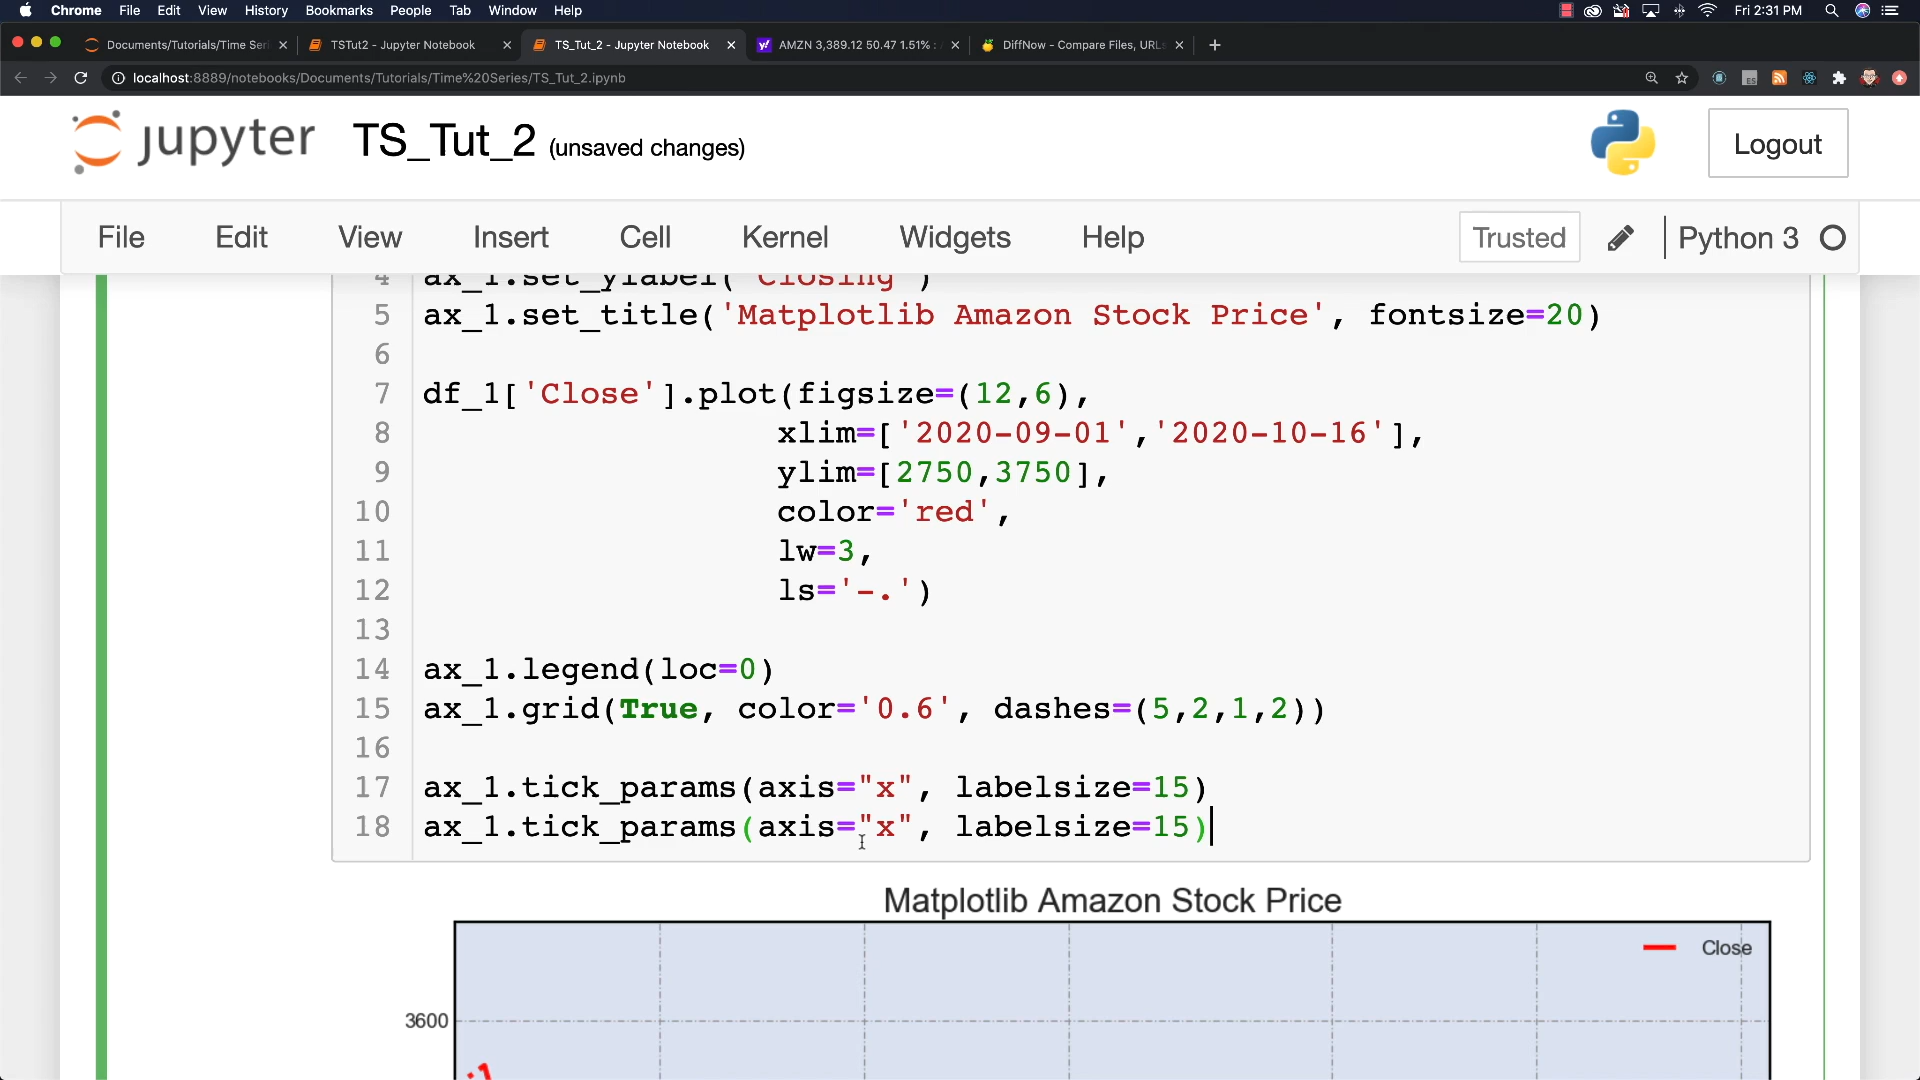 Chrome File Edit View History Bookmarks People Tab Window Help Fri 2:31 PM
Documents/Tutorials/Time Seri TSTut2 - Jupyter Notebook TS_Tut_2 - Jupyter Notebook AMZN 3,389.12 50.47 1.51% : DiffNow - Compare Files, URLs
localhost:8889/notebooks/Documents/Tutorials/Time%20Series/TS_Tut_2.ipynb
jupyter TS_Tut_2 (unsaved changes) Logout
File Edit View Insert Cell Kernel Widgets Help Trusted Python 3
4 ax_1.set_ylabel('Closing')
5 ax_1.set_title('Matplotlib Amazon Stock Price', fontsize=20)
6
7 df_1['Close'].plot(figsize=(12,6),
8 xlim=['2020-09-01','2020-10-16'],
9 ylim=[2750,3750],
10 color='red',
11 lw=3,
12 ls='-.')
13
14 ax_1.legend(loc=0)
15 ax_1.grid(True, color='0.6', dashes=(5,2,1,2))
16
17 ax_1.tick_params(axis="x", labelsize=15)
18 ax_1.tick_params(axis="x", labelsize=15)
Matplotlib Amazon Stock Price
Close
3600